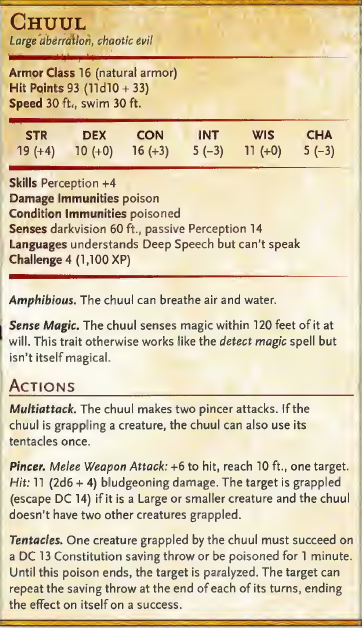 CHUUL
Large aberration, chaotic evil
Armor Class 16 (natural armor)
Hit Points 93 (11d10 + 33)
Speed 30 ft., swim 30 ft.
STR DEX CON INT WIS CHA
19 (+4) 10 (+0) 16 (+3) 5 (−3) 11 (+0) 5 (−3)
Skills Perception +4
Damage Immunities poison
Condition Immunities poisoned
Senses darkvision 60 ft., passive Perception 14
Languages understands Deep Speech but can't speak
Challenge 4 (1,100 XP)
Amphibious. The chuul can breathe air and water.
Sense Magic. The chuul senses magic within 120 feet of it at
will. This trait otherwise works like the detect magic spell but
isn't itself magical.
ACTIONS
Multiattack. The chuul makes two pincer attacks. If the
chuul is grappling a creature, the chuul can also use its
tentacles once.
Pincer. Melee Weapon Attack: +6 to hit, reach 10 ft., one target.
Hit: 11 (2d6 + 4) bludgeoning damage. The target is grappled
(escape DC 14) if it is a Large or smaller creature and the chuul
doesn't have two other creatures grappled.
Tentacles. One creature grappled by the chuul must succeed on
a DC 13 Constitution saving throw or be poisoned for 1 minute.
Until this poison ends, the target is paralyzed. The target can
repeat the saving throw at the end of each of its turns, ending
the effect on itself on a success.